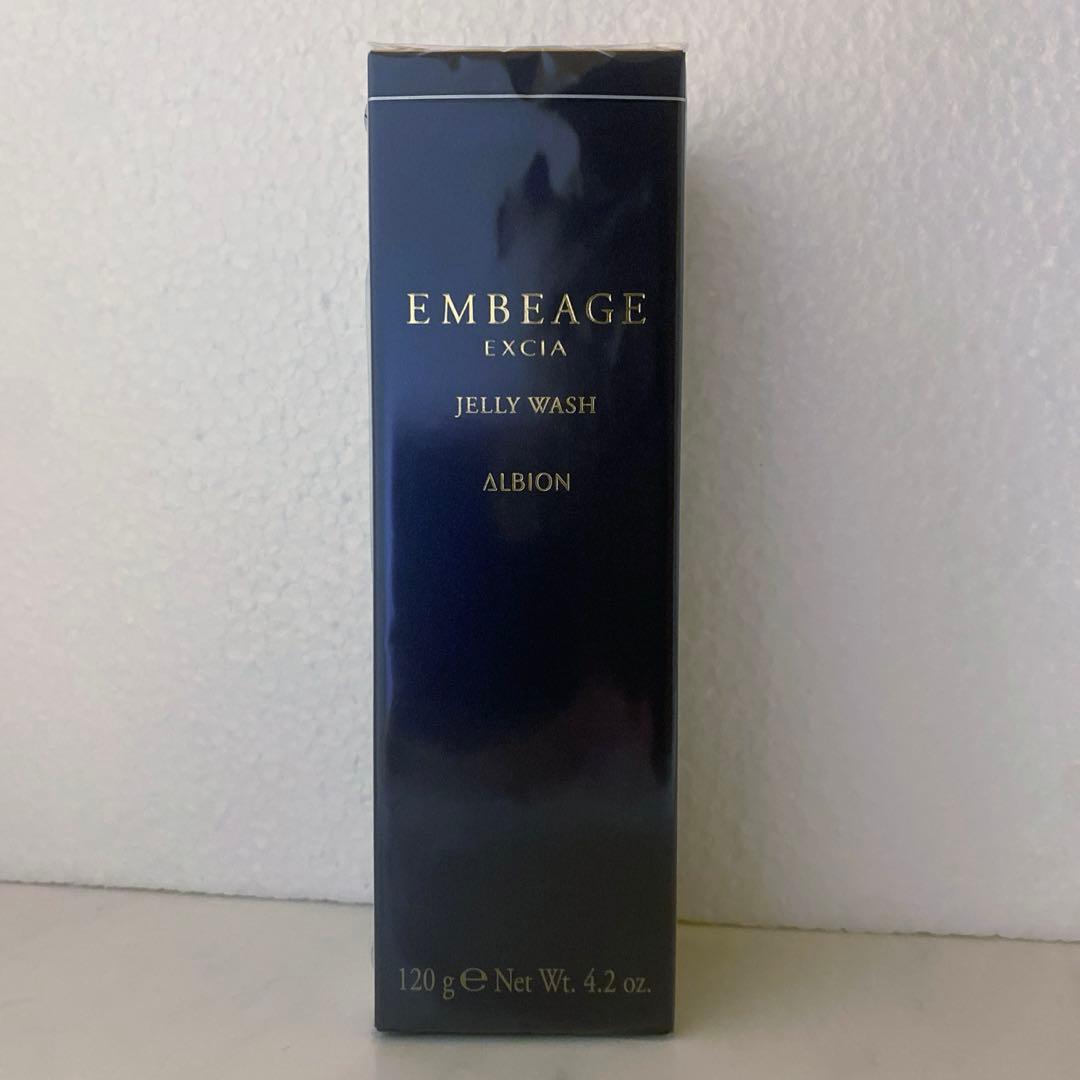 EMBEAGE
EXCIA
JELLY WASH
ALBION
120 g ℮ Net Wt. 4.2 oz.